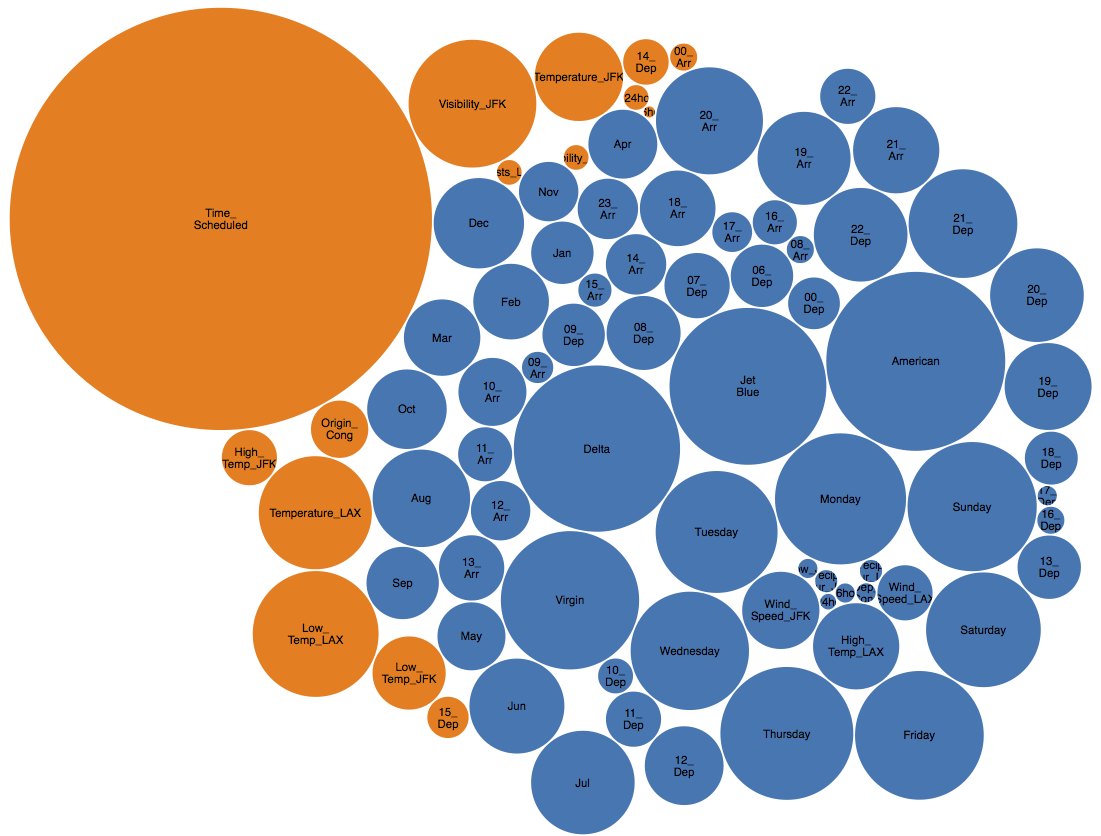 Time_
Scheduled
Visibility_JFK
Temperature_JFK
14_
Dep
00_
Arr
24ho
20_
Arr
Apr
22_
Arr
19_
Arr
21_
Arr
Nov
Dec
23_
Arr
18_
Arr
17_
Arr
16_
Arr
08_
Arr
22_
Dep
21_
Dep
Jan
14_
Arr
15_
Arr
07_
Dep
06_
Dep
00_
Dep
20_
Dep
Feb
Mar
09_
Dep
08_
Dep
09_
Arr
10_
Arr
Jet
Blue
American
19_
Dep
Oct
Origin_
Cong
High_
Temp_JFK
11_
Arr
Delta
18_
Dep
Temperature_LAX
Aug
12_
Arr
Tuesday
Monday
Sunday
17_
Dep
16_
Dep
Sep
13_
Arr
Virgin
Wind_
Speed_JFK
6ho
Wind_
Speed_LAX
13_
Dep
Low_
Temp_LAX
May
Wednesday
High_
Temp_LAX
Saturday
Low_
Temp_JFK
10_
Dep
15_
Dep
Jun
11_
Dep
Thursday
Friday
12_
Dep
Jul